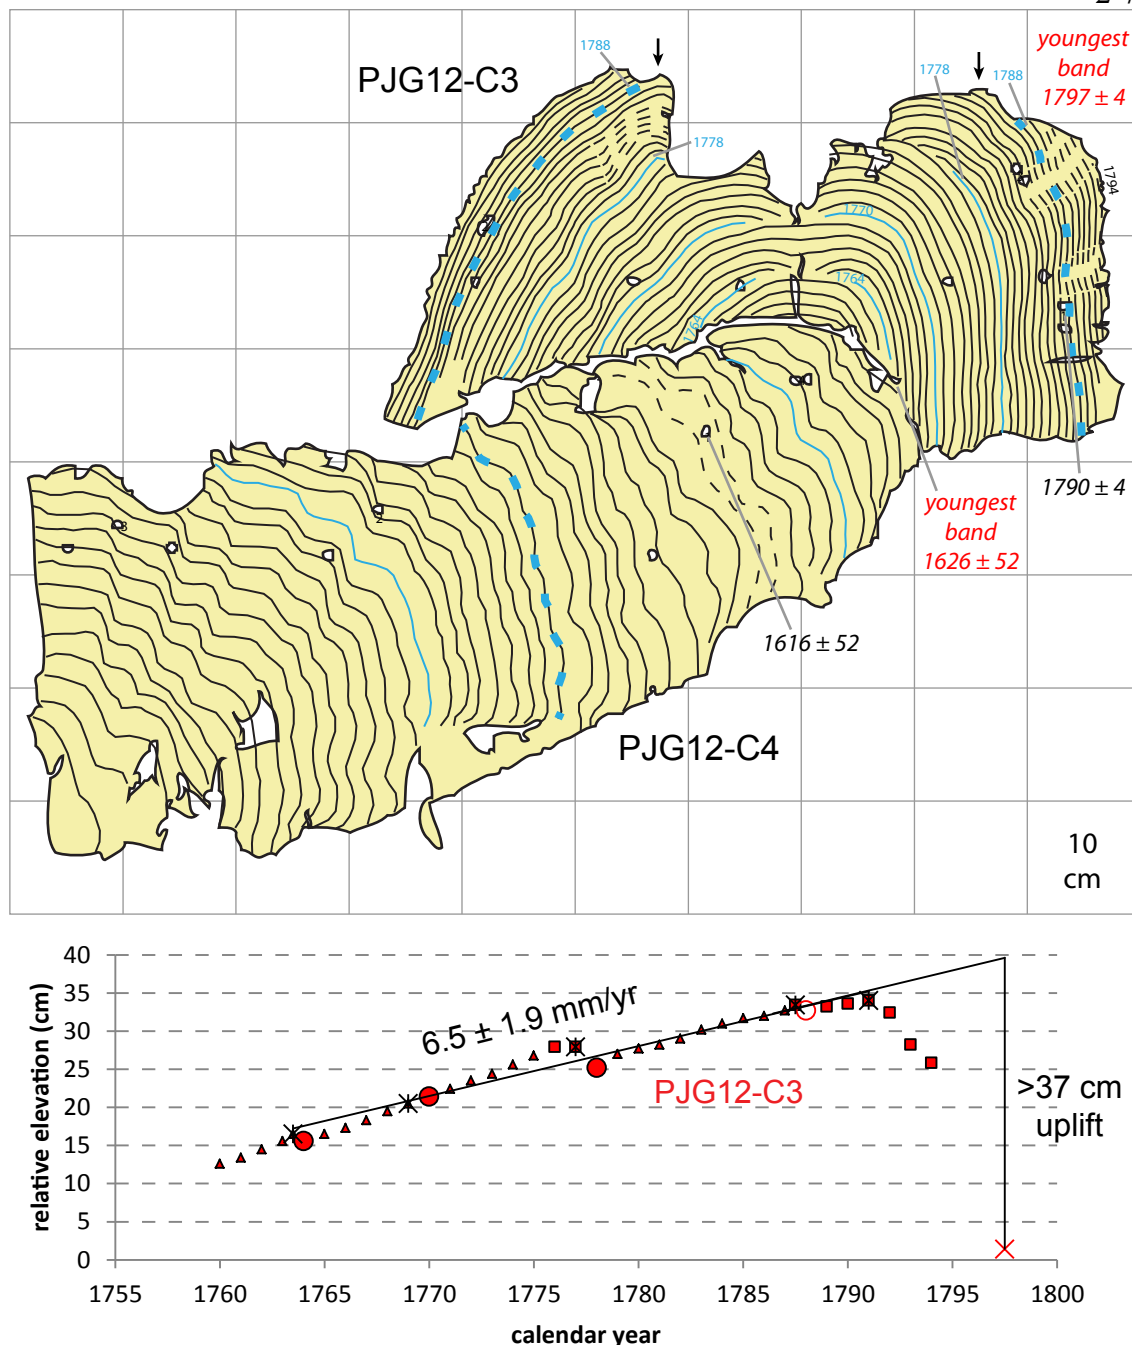 1788
PJG12-C3
youngest
band
1797 ± 4
1778
1788
1778
1794
1770
1764
1764
1790 ± 4
youngest
band
1626 ± 52
3
2
1616 ± 52
PJG12-C4
10
cm
40
35
30
25
20
15
10
5
0
relative elevation (cm)
6.5 ± 1.9 mm/yr
PJG12-C3
>37 cm
uplift
1755 1760 1765 1770 1775 1780 1785 1790 1795 1800
calendar year